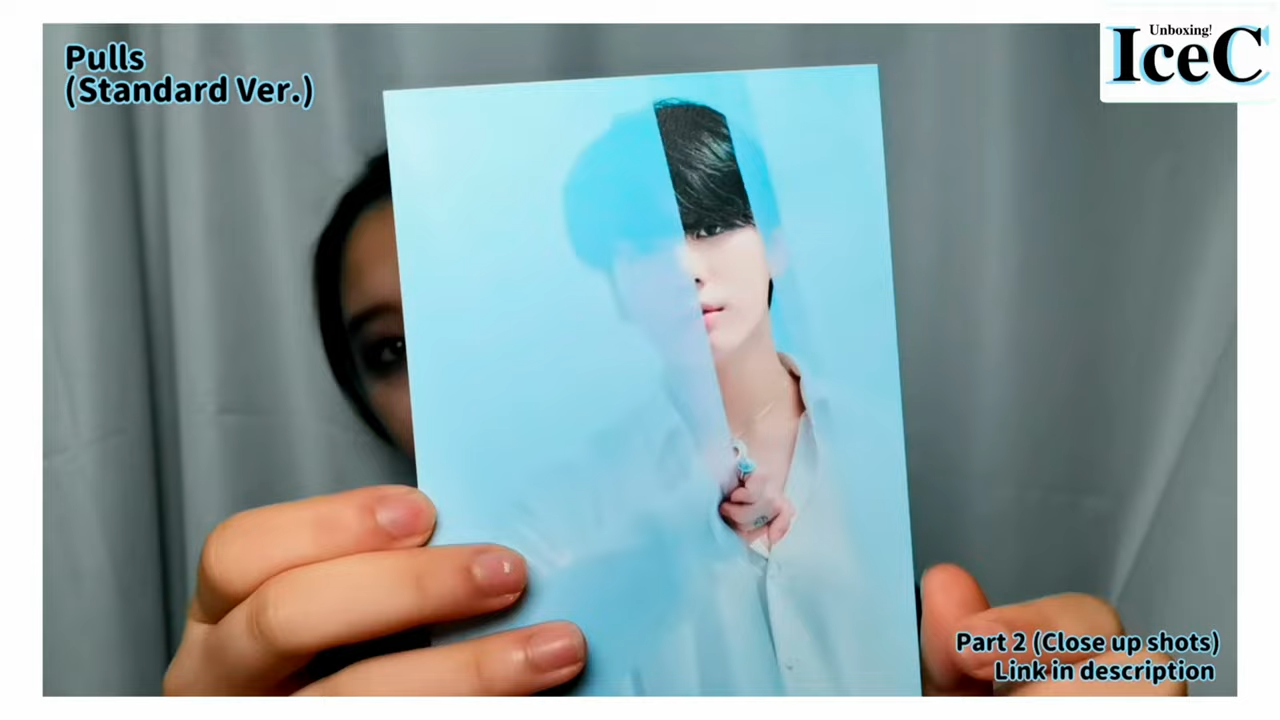 Pulls
(Standard Ver.)
Unboxing!
IceC
Part 2 (Close up shots)
Link in description